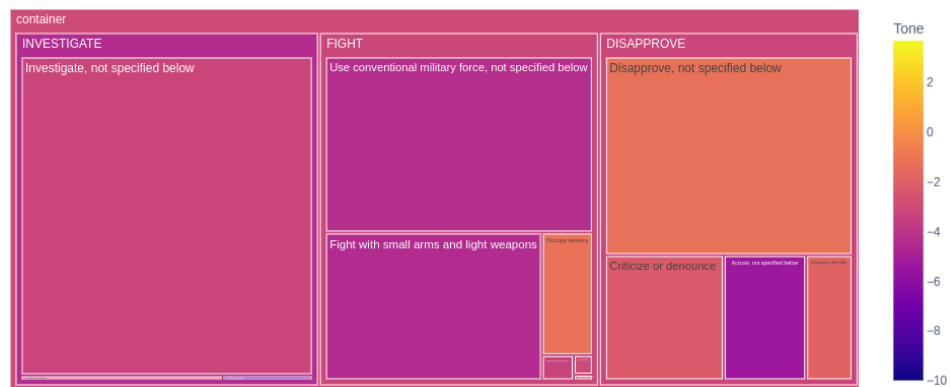 container
Tone
INVESTIGATE
FIGHT
DISAPPROVE
Investigate, not specified below
Use conventional military force, not specified below
Disapprove, not specified below
2
0
−2
−4
−6
−8
−10
Fight with small arms and light weapons
Occupy territory
Criticize or denounce
Accuse, not specified below